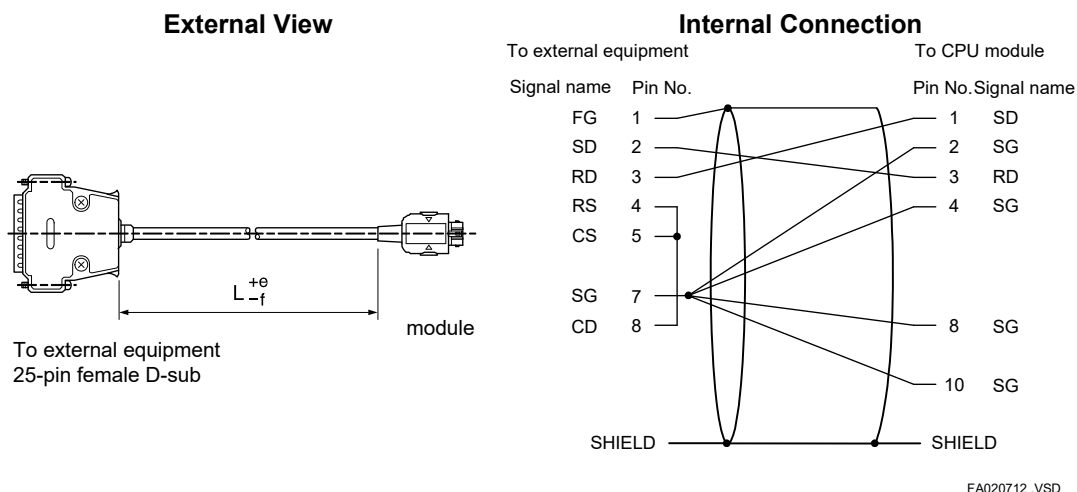 External View
Internal Connection
To external equipment To CPU module
Signal name Pin No. Pin No. Signal name
FG 1 1 SD
SD 2 2 SG
RD 3 3 RD
RS 4 4 SG
CS 5
SG 7
CD 8 8 SG
10 SG
SHIELD SHIELD
L +e -f
module
To external equipment
25-pin female D-sub
FA020712_.VSD